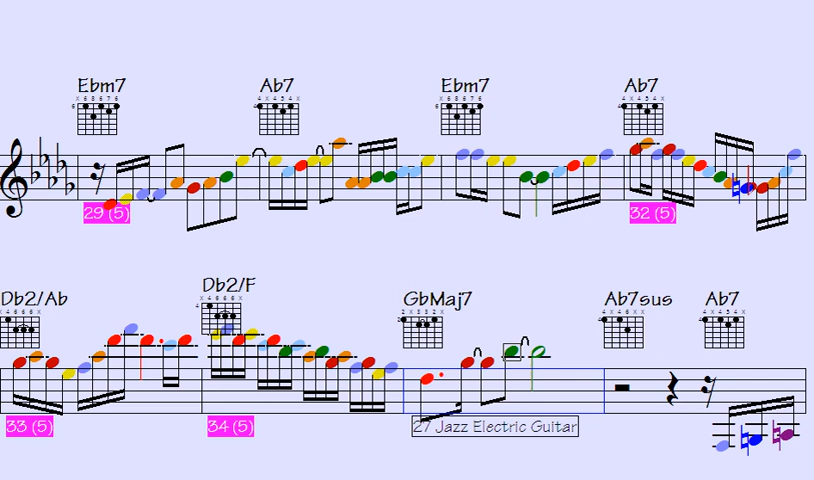 Ebm7 Ab7 Ebm7 Ab7
29 (5) 32 (5)
Db2/Ab Db2/F GbMaj7 Ab7sus Ab7
33 (5) 34 (5) 27 Jazz Electric Guitar